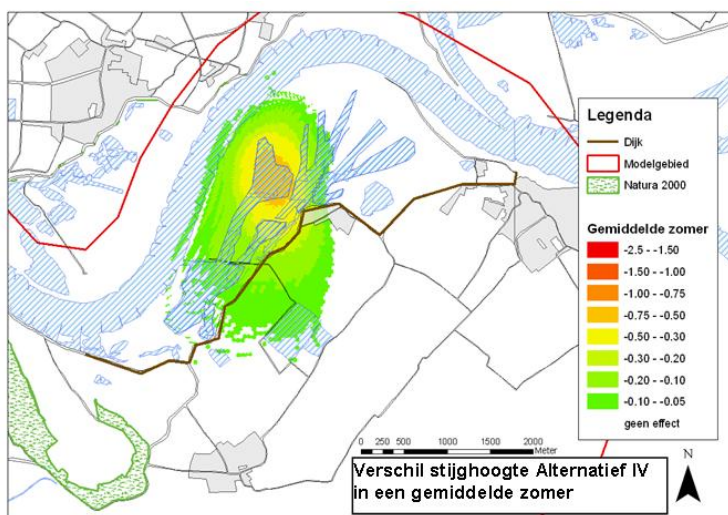 Legenda
Dijk
Modelgebied
Natura 2000
Gemiddelde zomer
-2.5 - -1.50
-1.50 - -1.00
-1.00 - -0.75
-0.75 - -0.50
-0.50 - -0.30
-0.30 - -0.20
-0.20 - -0.10
-0.10 - -0.05
geen effect
0 250 500 1000 1500 2000
Meter
N
Verschil stijghoogte Alternatief IV
in een gemiddelde zomer